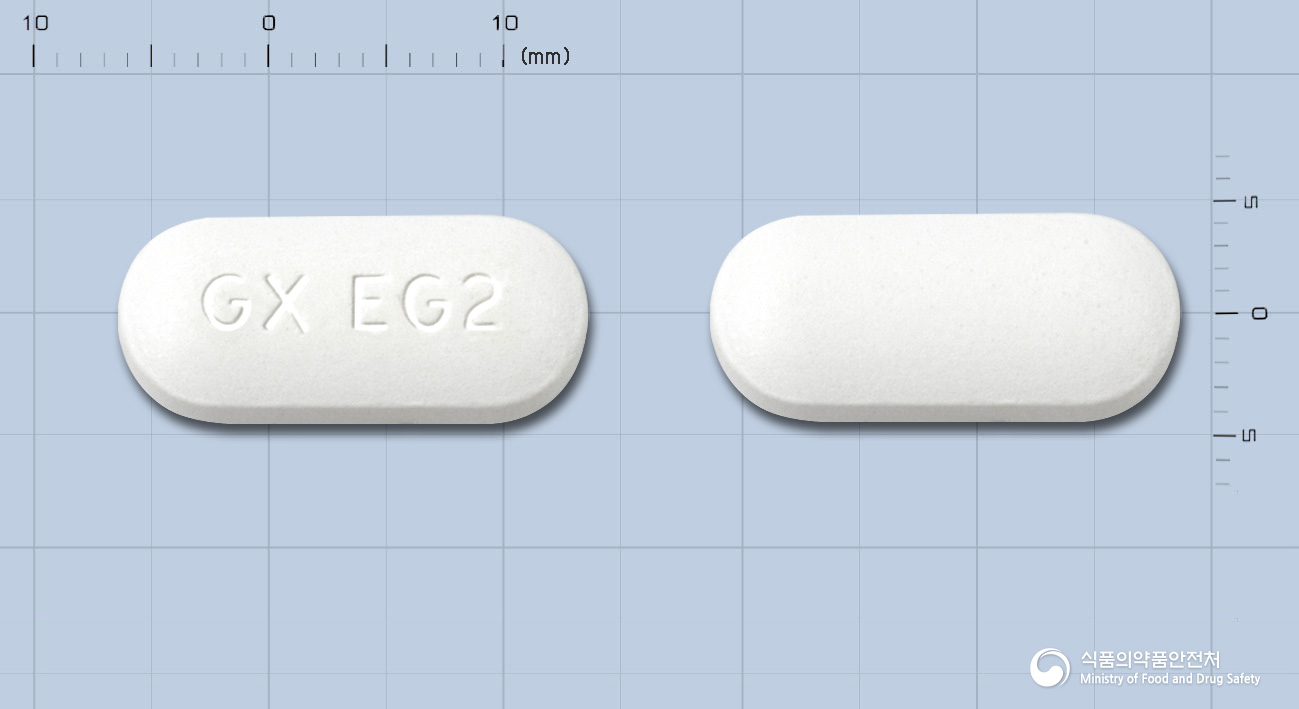 10 0 10
(mm)
GX EG2
5
0
5
식품의약품안전처
Ministry of Food and Drug Safety